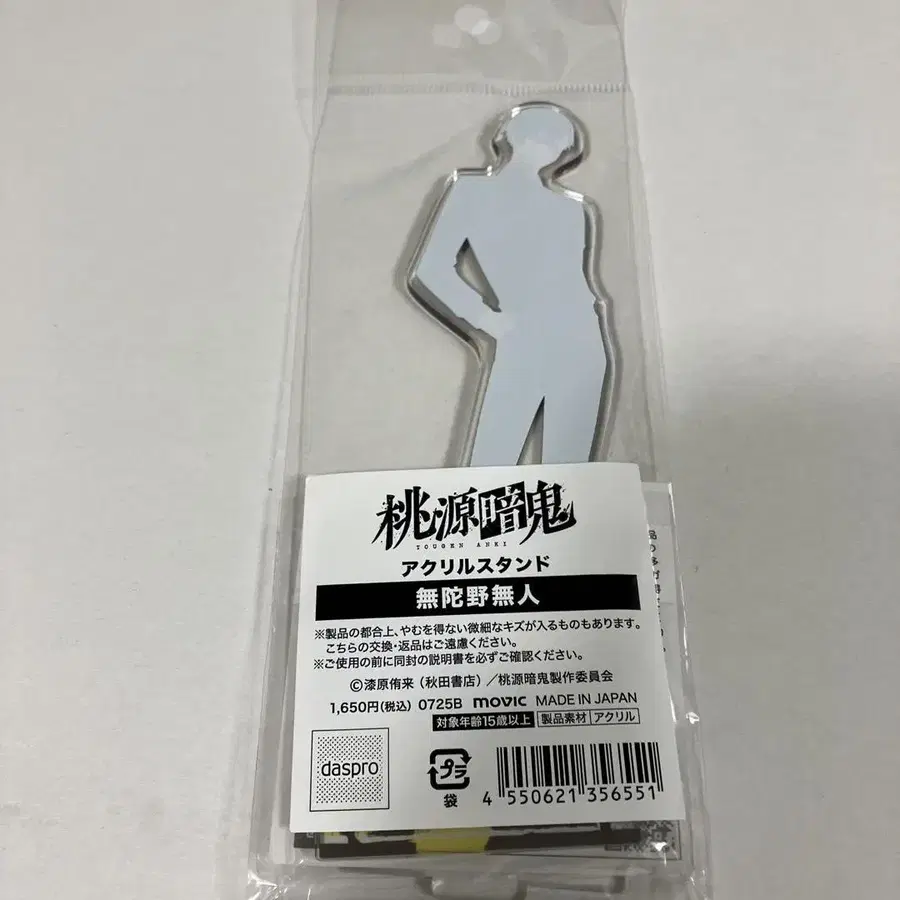 桃源暗鬼
TOUGEN ANKI
アクリルスタンド
無陀野無人
※製品の都合上、やむを得ない微細なキズが入るものもあります。
こちらの交換・返品はご遠慮ください。
※ご使用の前に同封の説明書を必ずご確認ください。
©漆原侑来(秋田書店)/桃源暗鬼製作委員会
1,650円(税込) 0725B movic MADE IN JAPAN
対象年齢15歳以上 製品素材 アクリル
daspro
プラ
袋
4 550621 356551